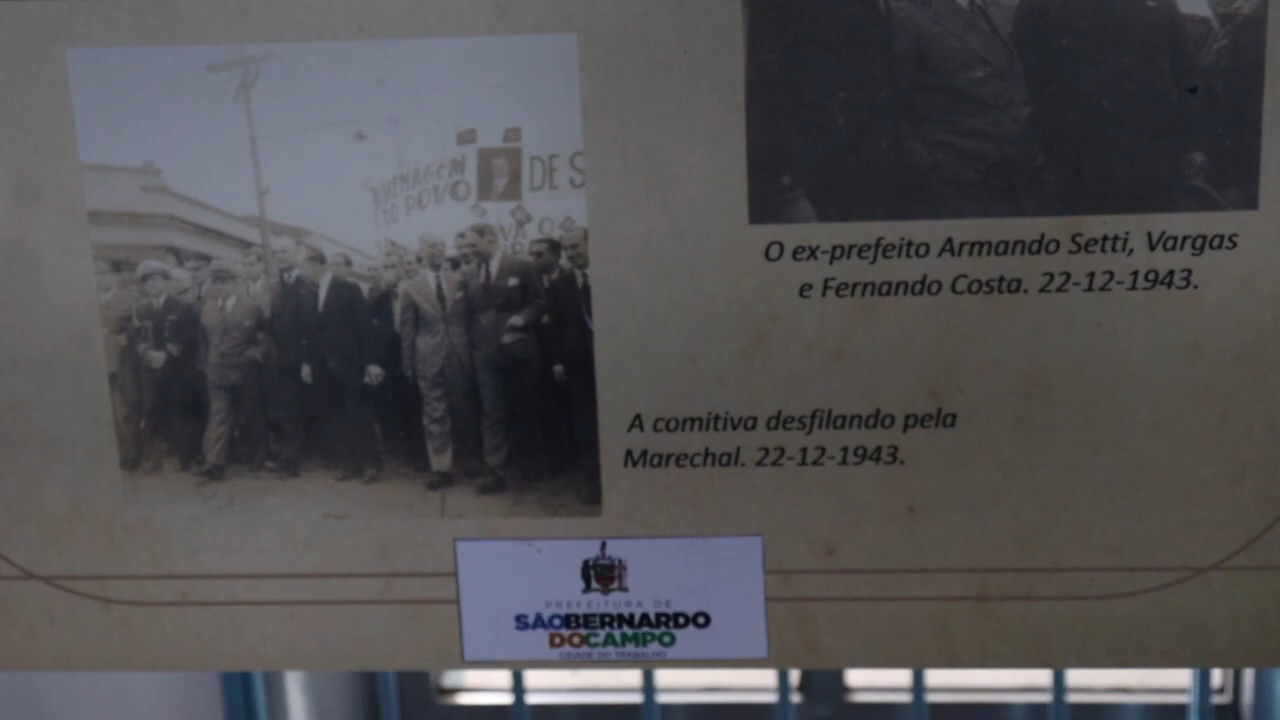 HOMENAGEM
DO POVO
DE S
O ex-prefeito Armando Setti, Vargas
e Fernando Costa. 22-12-1943.
A comitiva desfilando pela
Marechal. 22-12-1943.
PREFEITURA DE
SÃOBERNARDO
DOCAMPO
CIDADE DO TRABALHO